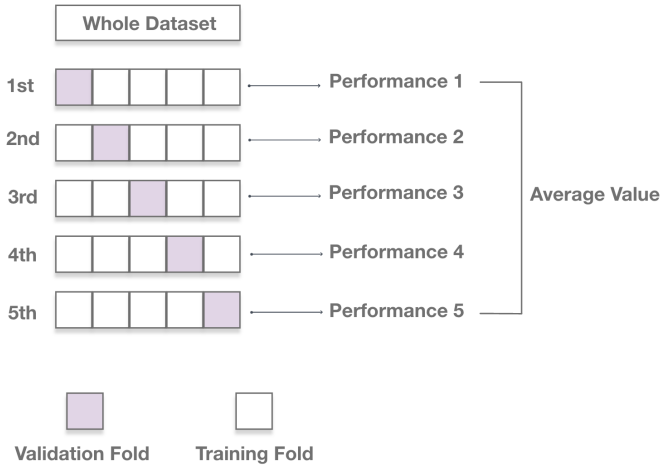 Whole Dataset
1st
Performance 1
2nd
Performance 2
3rd
Performance 3
Average Value
4th
Performance 4
5th
Performance 5
Validation Fold
Training Fold